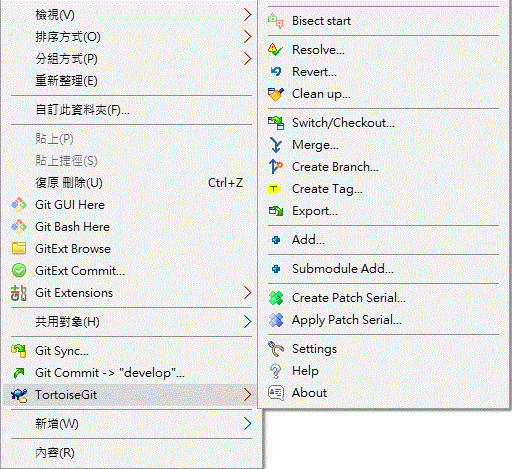 檢視(V)
排序方式(O)
分組方式(P)
重新整理(E)
自訂此資料夾(F)...
貼上(P)
貼上捷徑(S)
復原 刪除(U) Ctrl+Z
Git GUI Here
Git Bash Here
GitExt Browse
GitExt Commit...
Git Extensions
共用對象(H)
Git Sync...
Git Commit -> "develop"...
TortoiseGit
新增(W)
內容(R)
Bisect start
Resolve...
Revert...
Clean up...
Switch/Checkout...
Merge...
Create Branch...
Create Tag...
Export...
Add...
Submodule Add...
Create Patch Serial...
Apply Patch Serial...
Settings
Help
About